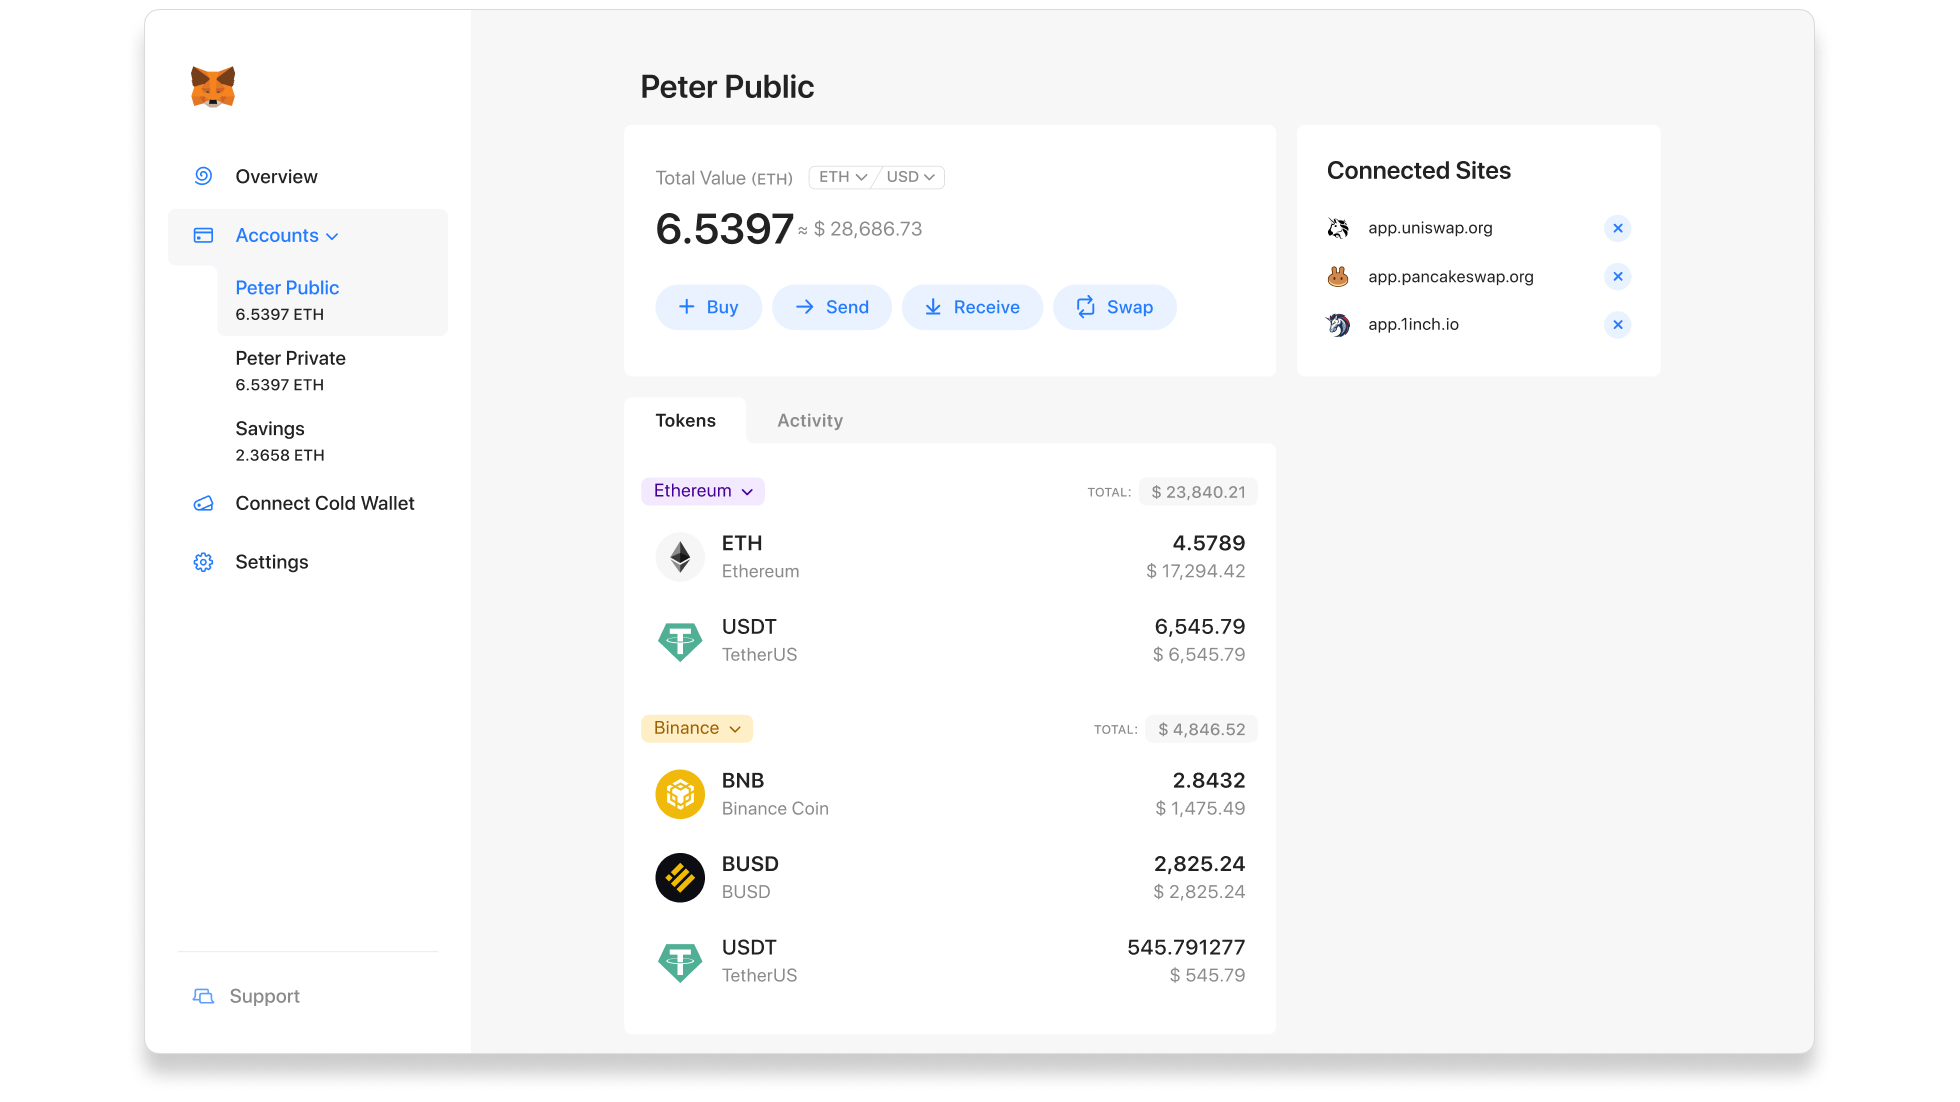 Overview
Accounts
Peter Public
6.5397 ETH
Peter Private
6.5397 ETH
Savings
2.3658 ETH
Connect Cold Wallet
Settings
Support
Peter Public
Total Value (ETH) ETH USD
6.5397 ≈ $ 28,686.73
Buy Send Receive Swap
Connected Sites
app.uniswap.org
app.pancakeswap.org
app.1inch.io
Tokens Activity
Ethereum TOTAL: $ 23,840.21
ETH 4.5789
Ethereum $ 17,294.42
USDT 6,545.79
TetherUS $ 6,545.79
Binance TOTAL: $ 4,846.52
BNB 2.8432
Binance Coin $ 1,475.49
BUSD 2,825.24
BUSD $ 2,825.24
USDT 545.791277
TetherUS $ 545.79